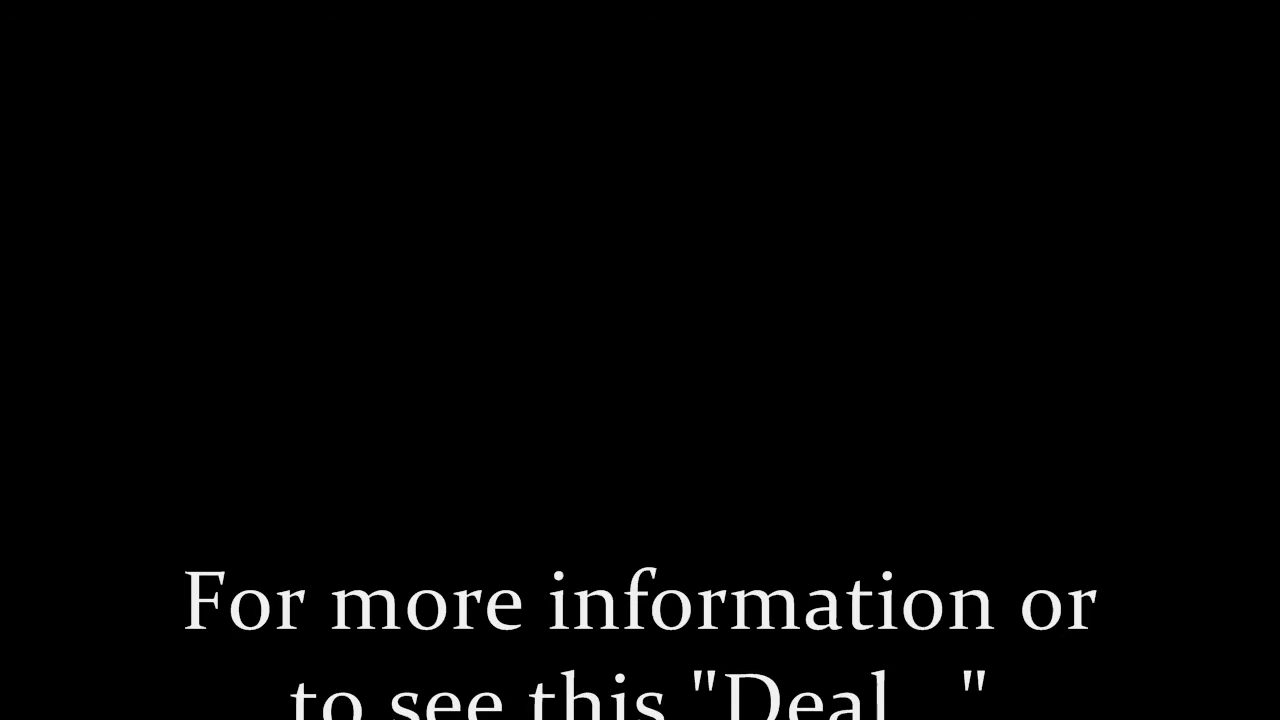 For more information or
to see this "Deal "